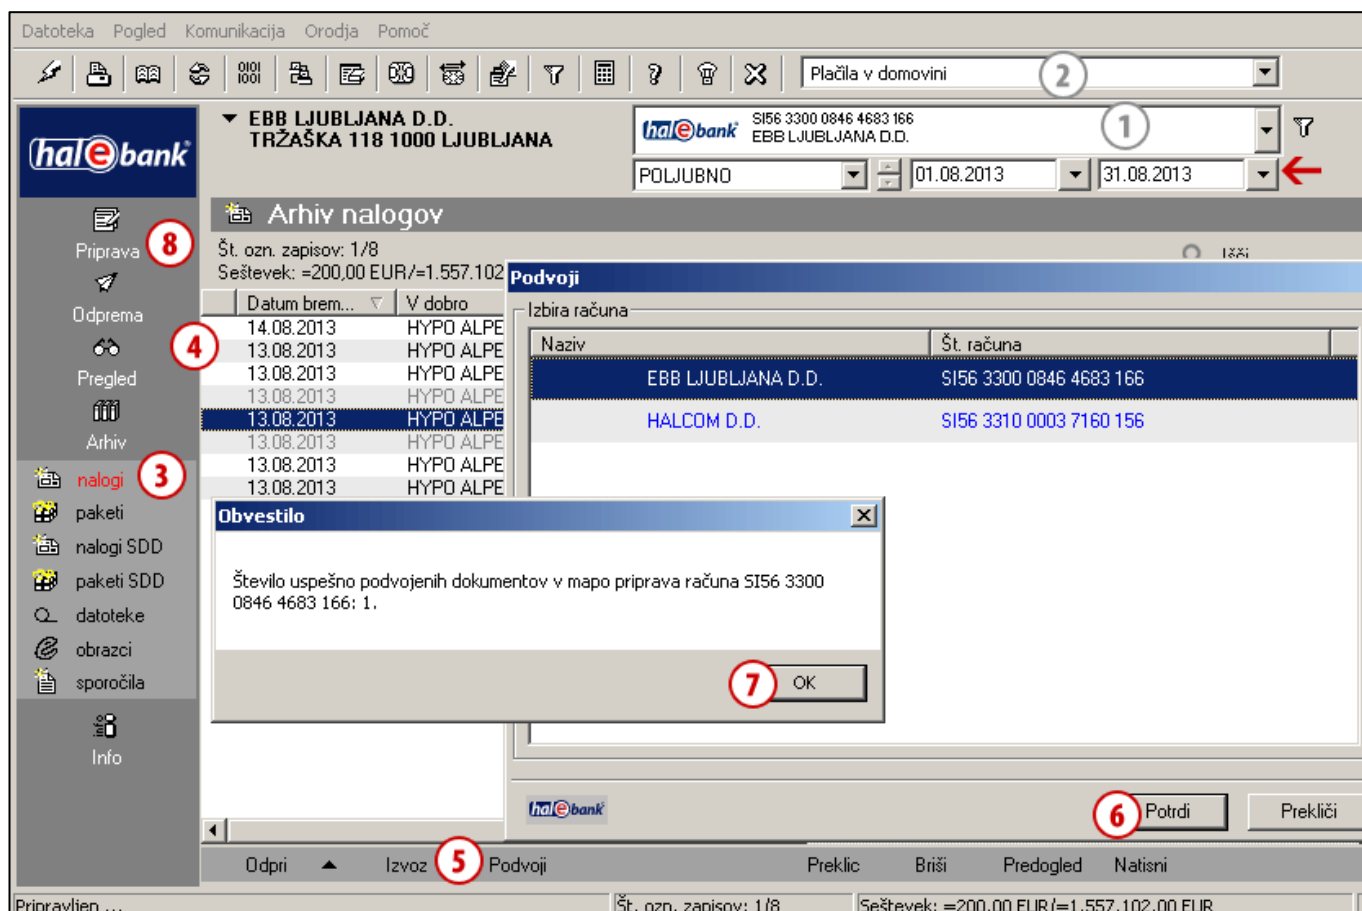 Datoteka Pogled Komunikacija Orodja Pomoč
Plačila v domovini
2
halebank
EBB LJUBLJANA D.D.
TRŽAŠKA 118 1000 LJUBLJANA
halebank
SI56 3300 0846 4683 166
EBB LJUBLJANA D.D.
1
POLJUBNO
01.08.2013
31.08.2013
Priprava
8
Odprema
Pregled
Arhiv
nalogi
3
paketi
nalogi SDD
paketi SDD
datoteke
obrazci
sporočila
Info
Arhiv nalogov
Št. ozn. zapisov: 1/8
Išči
Seštevek: =200,00 EUR/=1.557.102
Datum brem... V dobro
4
14.08.2013 HYPO ALPE
13.08.2013 HYPO ALPE
13.08.2013 HYPO ALPE
13.08.2013 HYPO ALPE
13.08.2013 HYPO ALPE
13.08.2013 HYPO ALPE
13.08.2013 HYPO ALPE
13.08.2013 HYPO ALPE
Podvoji
Izbira računa
Naziv Št. računa
EBB LJUBLJANA D.D. SI56 3300 0846 4683 166
HALCOM D.D. SI56 3310 0003 7160 156
Obvestilo
Število uspešno podvojenih dokumentov v mapo priprava računa SI56 3300
0846 4683 166: 1.
7
OK
halebank
6
Potrdi
Prekliči
Odpri Izvoz 5 Podvoji Preklic Briši Predogled Natisni
Pripravljen ... Št. ozn. zapisov: 1/8 Seštevek: =200,00 EUR/=1.557.102,00 EUR